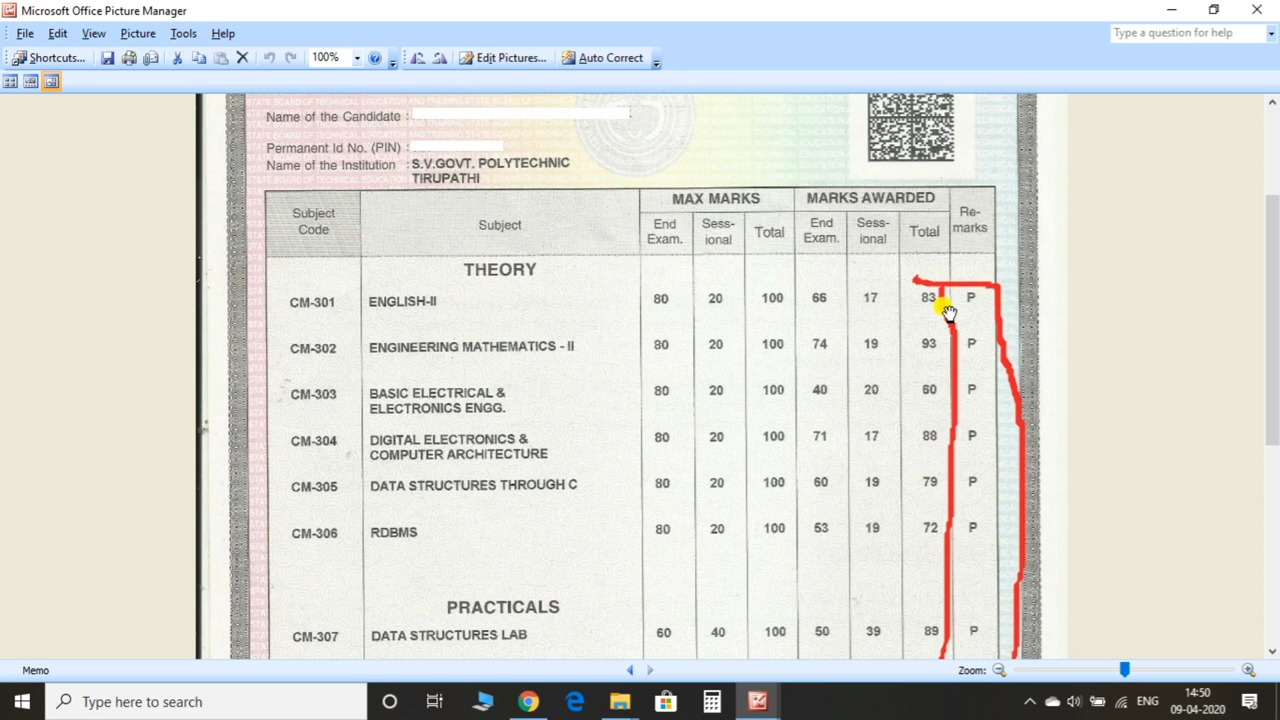 Microsoft Office Picture Manager
File Edit View Picture Tools Help
Type a question for help
Shortcuts... 100% Edit Pictures... Auto Correct
STATE BOARD OF TECHNICAL EDUCATION AND TRAINING
Name of the Candidate :
Permanent Id No. (PIN) :
Name of the Institution : S.V.GOVT. POLYTECHNIC
TIRUPATHI
Subject Code Subject MAX MARKS MARKS AWARDED Re-marks
End Exam. Sess-ional Total End Exam. Sess-ional Total
THEORY
CM-301 ENGLISH-II 80 20 100 66 17 83 P
CM-302 ENGINEERING MATHEMATICS - II 80 20 100 74 19 93 P
CM-303 BASIC ELECTRICAL & 80 20 100 40 20 60 P
ELECTRONICS ENGG.
CM-304 DIGITAL ELECTRONICS & 80 20 100 71 17 88 P
COMPUTER ARCHITECTURE
CM-305 DATA STRUCTURES THROUGH C 80 20 100 60 19 79 P
CM-306 RDBMS 80 20 100 53 19 72 P
PRACTICALS
CM-307 DATA STRUCTURES LAB 60 40 100 50 39 89 P
Memo Zoom:
Type here to search ENG 14:50
09-04-2020